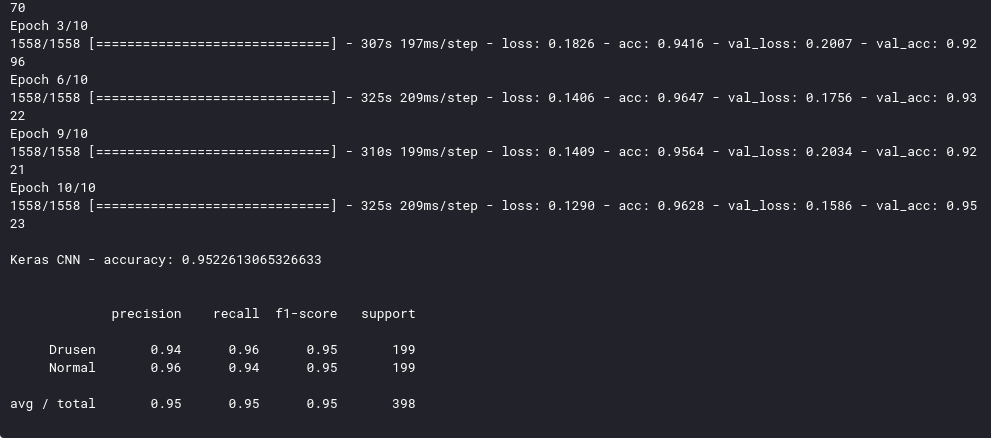 70
Epoch 3/10
1558/1558 [==============================] - 307s 197ms/step - loss: 0.1826 - acc: 0.9416 - val_loss: 0.2007 - val_acc: 0.92
96
Epoch 6/10
1558/1558 [==============================] - 325s 209ms/step - loss: 0.1406 - acc: 0.9647 - val_loss: 0.1756 - val_acc: 0.93
22
Epoch 9/10
1558/1558 [==============================] - 310s 199ms/step - loss: 0.1409 - acc: 0.9564 - val_loss: 0.2034 - val_acc: 0.92
21
Epoch 10/10
1558/1558 [==============================] - 325s 209ms/step - loss: 0.1290 - acc: 0.9628 - val_loss: 0.1586 - val_acc: 0.95
23
Keras CNN - accuracy: 0.9522613065326633
precision recall f1-score support
Drusen 0.94 0.96 0.95 199
Normal 0.96 0.94 0.95 199
avg / total 0.95 0.95 0.95 398